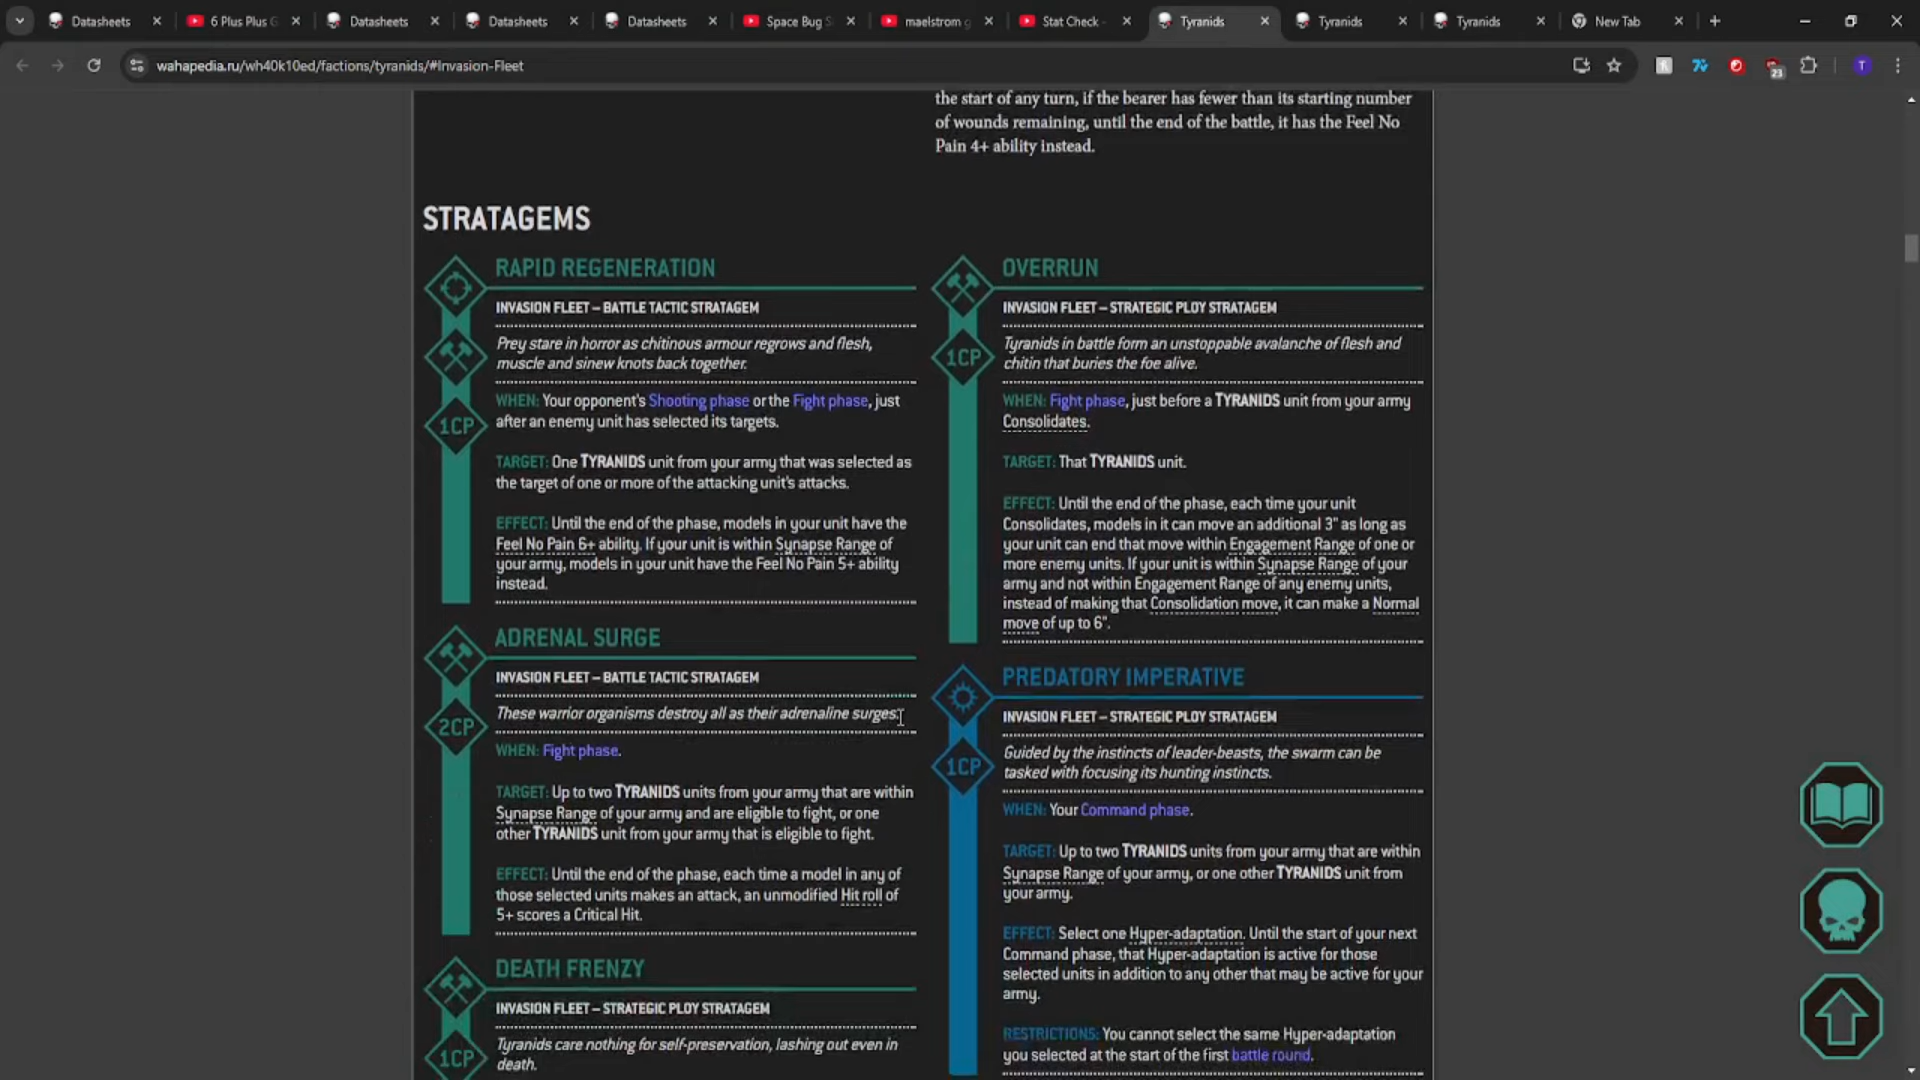 Datasheets
6 Plus Plus G
Datasheets
Datasheets
Datasheets
Space Bug S
maelstrom g
Stat Check -
Tyranids
Tyranids
Tyranids
New Tab
wahapedia.ru/wh40k10ed/factions/tyranids/#Invasion-Fleet
23
T
the start of any turn, if the bearer has fewer than its starting number
of wounds remaining, until the end of the battle, it has the Feel No
Pain 4+ ability instead.
STRATAGEMS
RAPID REGENERATION
INVASION FLEET – BATTLE TACTIC STRATAGEM
Prey stare in horror as chitinous armour regrows and flesh,
muscle and sinew knots back together.
1CP
WHEN: Your opponent's Shooting phase or the Fight phase, just
after an enemy unit has selected its targets.
TARGET: One TYRANIDS unit from your army that was selected as
the target of one or more of the attacking unit's attacks.
EFFECT: Until the end of the phase, models in your unit have the
Feel No Pain 6+ ability. If your unit is within Synapse Range of
your army, models in your unit have the Feel No Pain 5+ ability
instead.
ADRENAL SURGE
INVASION FLEET – BATTLE TACTIC STRATAGEM
These warrior organisms destroy all as their adrenaline surges.
2CP
WHEN: Fight phase.
TARGET: Up to two TYRANIDS units from your army that are within
Synapse Range of your army and are eligible to fight, or one
other TYRANIDS unit from your army that is eligible to fight.
EFFECT: Until the end of the phase, each time a model in any of
those selected units makes an attack, an unmodified Hit roll of
5+ scores a Critical Hit.
DEATH FRENZY
INVASION FLEET – STRATEGIC PLOY STRATAGEM
Tyranids care nothing for self-preservation, lashing out even in
death.
1CP
OVERRUN
INVASION FLEET – STRATEGIC PLOY STRATAGEM
Tyranids in battle form an unstoppable avalanche of flesh and
chitin that buries the foe alive.
1CP
WHEN: Fight phase, just before a TYRANIDS unit from your army
Consolidates.
TARGET: That TYRANIDS unit.
EFFECT: Until the end of the phase, each time your unit
Consolidates, models in it can move an additional 3" as long as
your unit can end that move within Engagement Range of one or
more enemy units. If your unit is within Synapse Range of your
army and not within Engagement Range of any enemy units,
instead of making that Consolidation move, it can make a Normal
move of up to 6".
PREDATORY IMPERATIVE
INVASION FLEET – STRATEGIC PLOY STRATAGEM
Guided by the instincts of leader-beasts, the swarm can be
tasked with focusing its hunting instincts.
1CP
WHEN: Your Command phase.
TARGET: Up to two TYRANIDS units from your army that are within
Synapse Range of your army, or one other TYRANIDS unit from
your army.
EFFECT: Select one Hyper-adaptation. Until the start of your next
Command phase, that Hyper-adaptation is active for those
selected units in addition to any other that may be active for your
army.
RESTRICTIONS: You cannot select the same Hyper-adaptation
you selected at the start of the first battle round.